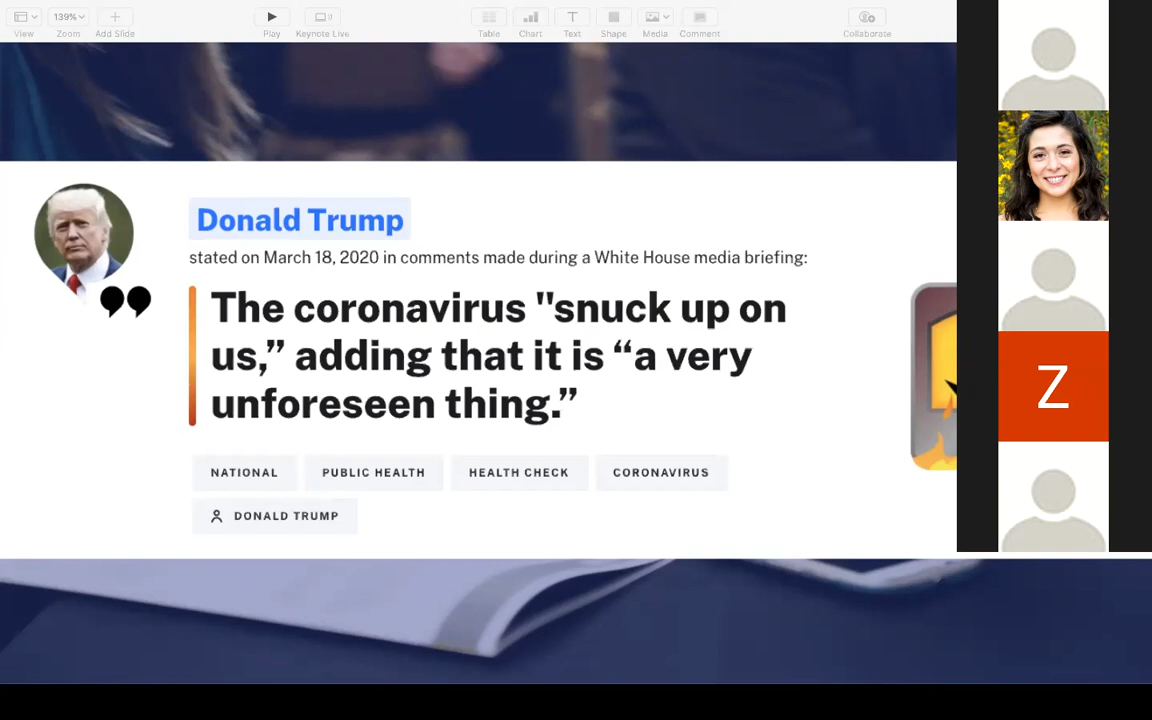 139%
View
Zoom
Add Slide
Play
Keynote Live
Table
Chart
Text
Shape
Media
Comment
Collaborate
Donald Trump
stated on March 18, 2020 in comments made during a White House media briefing:
The coronavirus "snuck up on
us,” adding that it is “a very
unforeseen thing.”
NATIONAL
PUBLIC HEALTH
HEALTH CHECK
CORONAVIRUS
DONALD TRUMP
Z